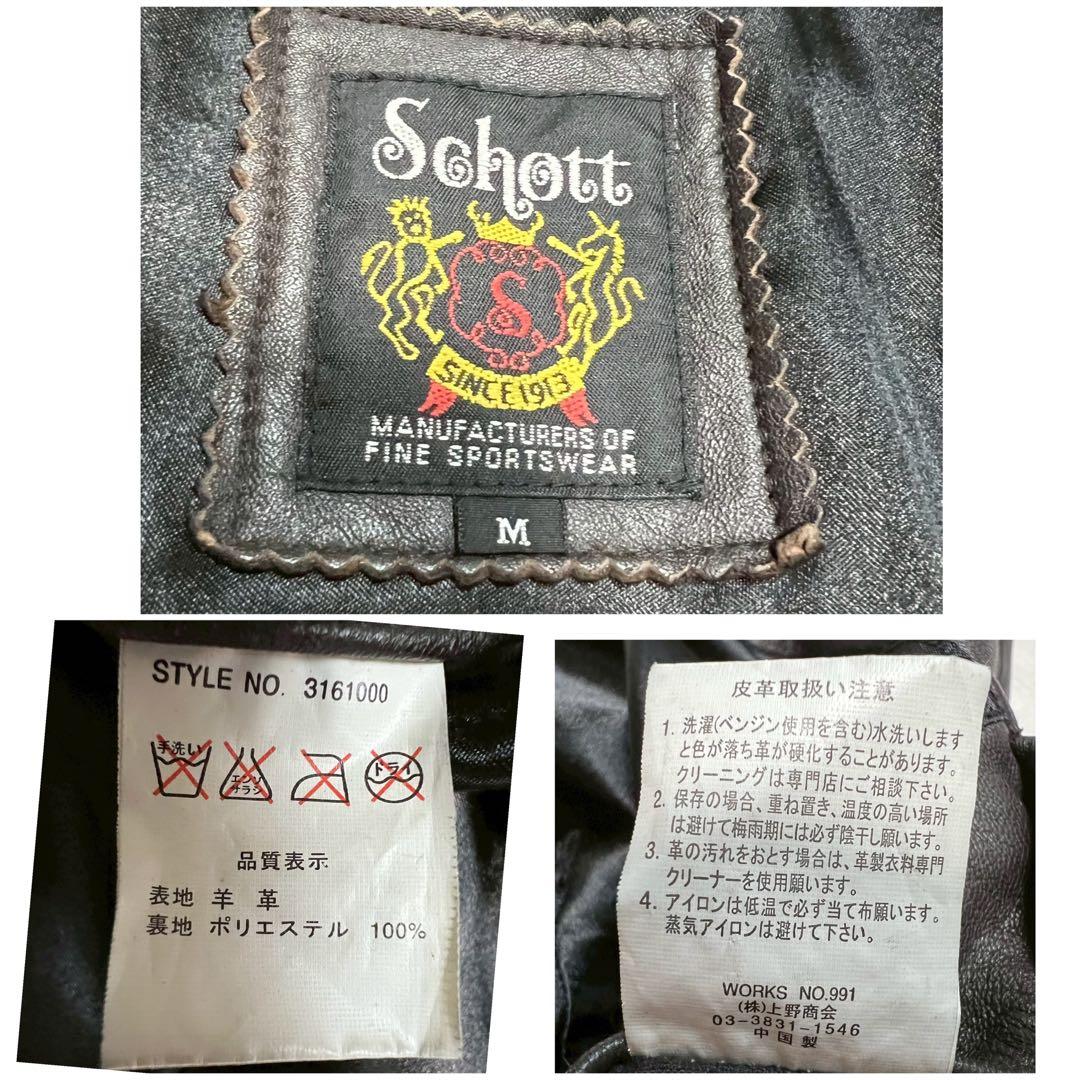 Schott
S
SINCE 1913
MANUFACTURERS OF
FINE SPORTSWEAR
M
STYLE NO. 3161000
手洗い
エンソ
サラシ
ドライ
品質表示
表地 羊革
裏地 ポリエステル 100%
皮革取扱い注意
1. 洗濯(ベンジン使用を含む)水洗いします
と色が落ち革が硬化することがあります。
クリーニングは専門店にご相談下さい。
2. 保存の場合、重ね置き、温度の高い場所
は避けて梅雨期には必ず陰干し願います。
3. 革の汚れをおとす場合は、革製衣料専門
クリーナーを使用願います。
4. アイロンは低温で必ず当て布願います。
蒸気アイロンは避けて下さい。
WORKS NO.991
(株)上野商会
03-3831-1546
中国製